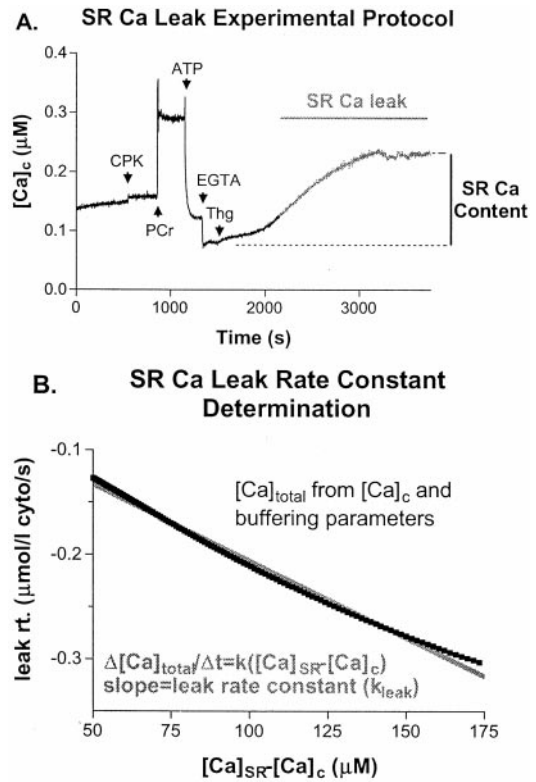 A.
SR Ca Leak Experimental Protocol
0.4
0.3
0.2
0.1
0.0
[Ca]c (μM)
CPK
PCr
ATP
EGTA
Thg
SR Ca leak
SR Ca
Content
0
1000
2000
3000
Time (s)
B.
SR Ca Leak Rate Constant
Determination
-0.1
-0.2
-0.3
leak rt. (μmol/l cyto/s)
[Ca]total from [Ca]c and
buffering parameters
Δ[Ca]total/Δt=k([Ca]SR-[Ca]c)
slope=leak rate constant (kleak)
50
75
100
125
150
175
[Ca]SR-[Ca]c (μM)